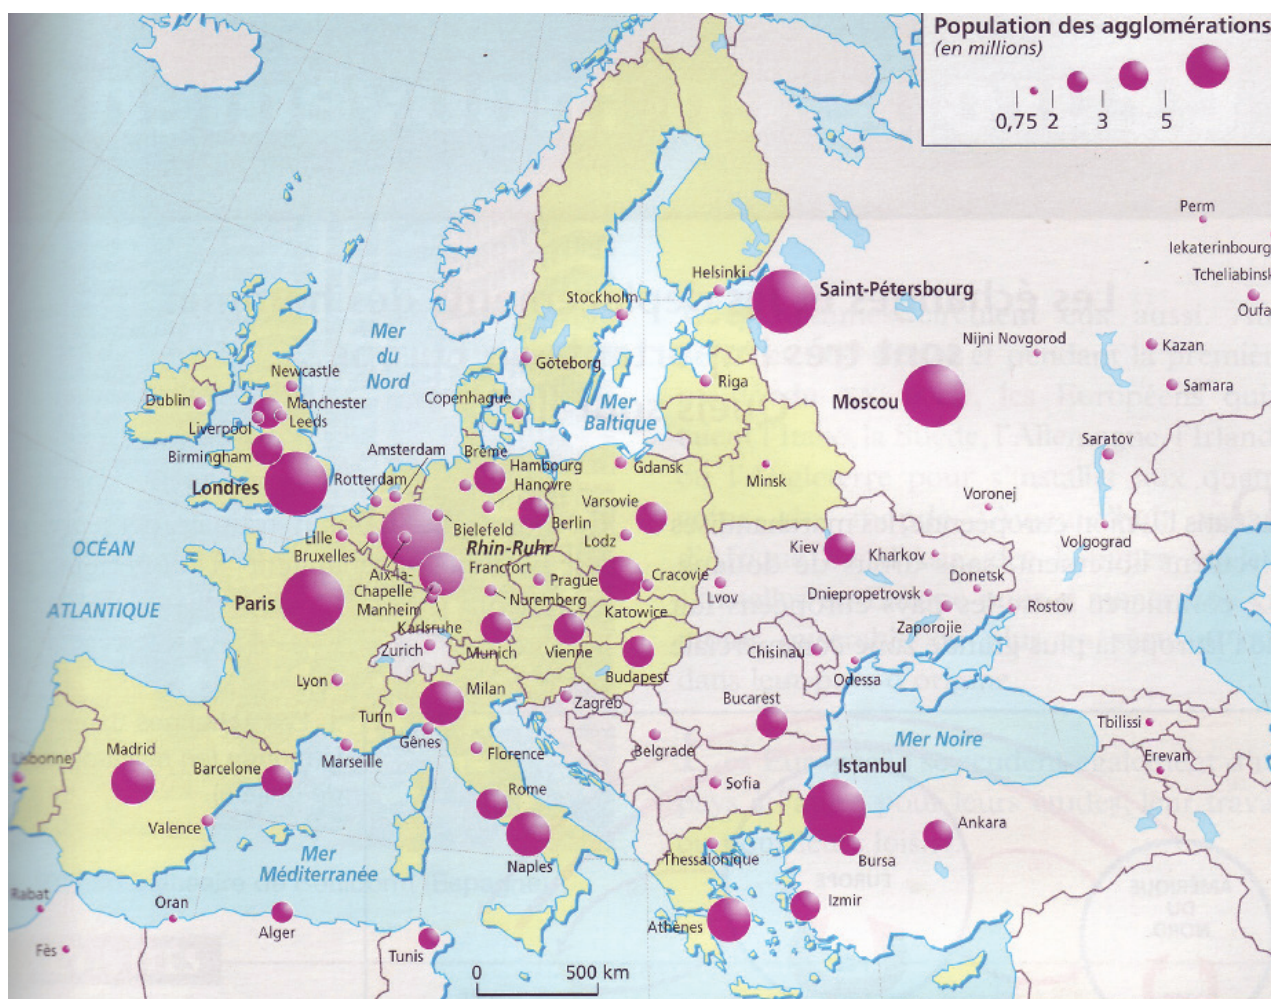 Population des agglomérations
(en millions)
0,75 2 3 5
Perm
Iekaterinbourg
Tcheliabinsk
Oufa
Helsinki
Saint-Pétersbourg
Stockholm
Nijni Novgorod
Kazan
Mer
du
Nord
Göteborg
Newcastle
Riga
Samara
Dublin
Manchester
Copenhague
Moscou
Liverpool
Leeds
Mer
Baltique
Saratov
Birmingham
Amsterdam
Brême
Hambourg
Gdansk
Minsk
Londres
Rotterdam
Hanovre
Varsovie
Voronej
Berlin
Bielefeld
Lille
Bruxelles
Rhin-Ruhr
Lodz
Kiev
Kharkov
Volgograd
OCÉAN
ATLANTIQUE
Francfort
Aix-la-
Chapelle
Prague
Cracovie
Donetsk
Manheim
Nuremberg
Katowice
Lvov
Dniepropetrovsk
Rostov
Paris
Karlsruhe
Zaporojie
Zurich
Munich
Vienne
Budapest
Chisinau
Odessa
Lyon
Milan
Zagreb
Bucarest
Turin
Gênes
Tbilissi
Madrid
Barcelone
Marseille
Florence
Belgrade
Mer Noire
Erevan
Lisbonne
Rome
Sofia
Istanbul
Valence
Ankara
Mer
Méditerranée
Naples
Thessalonique
Bursa
Rabat
Oran
Izmir
Alger
Athènes
Fès
Tunis
0 500 km